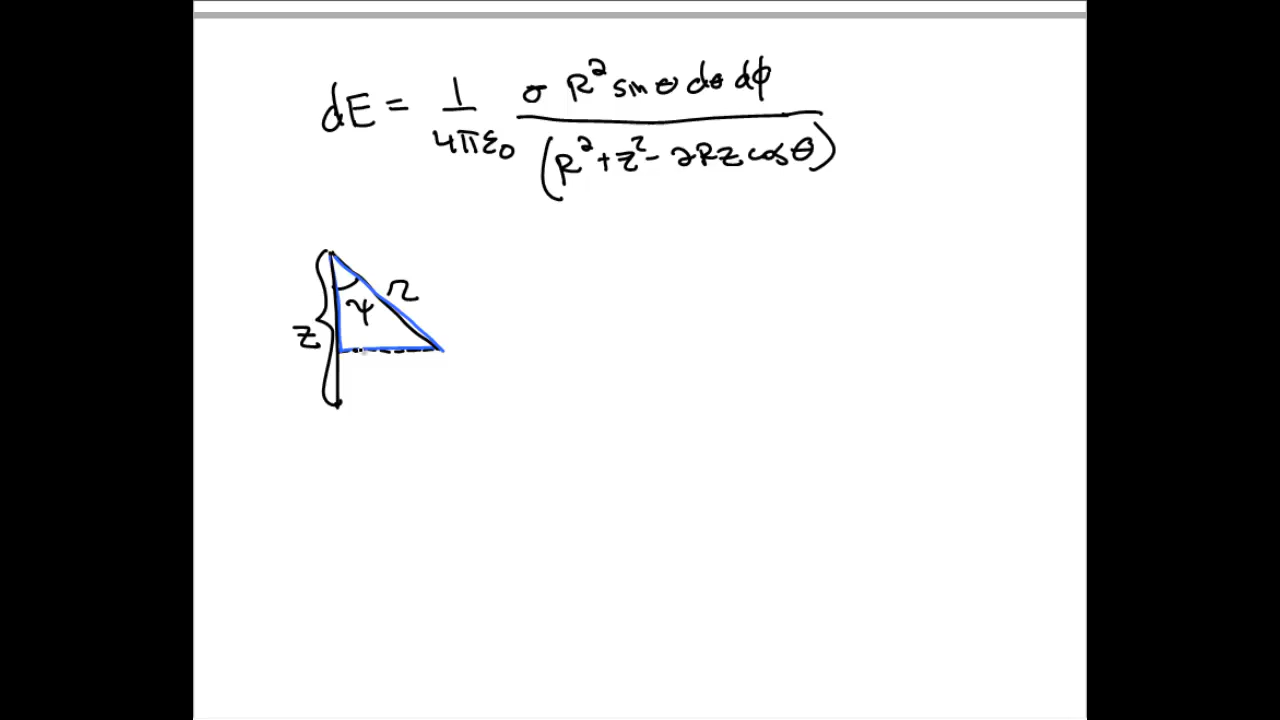 dE = 1/4πε₀ σ R² sin θ dθ dϕ / (R² + z² - 2Rz cos θ)
ψ r
z